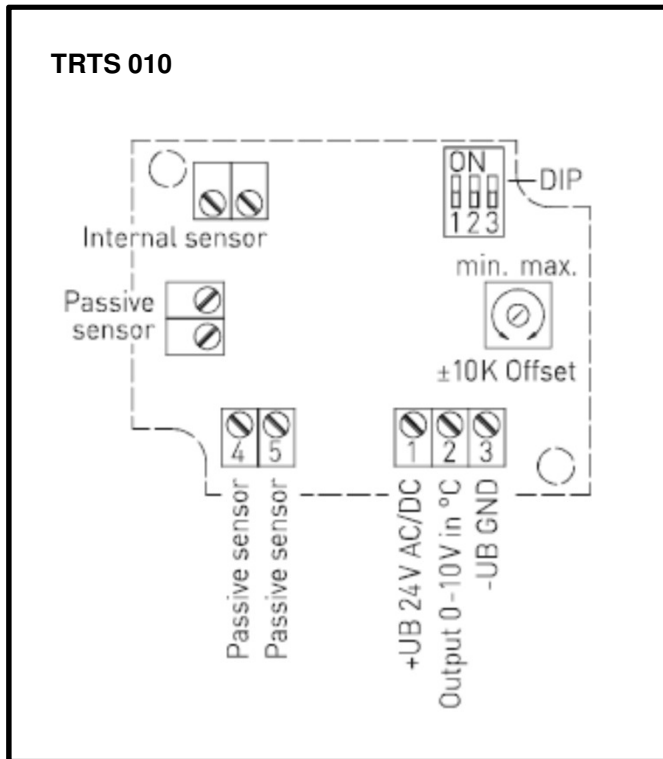 TRTS 010
ON
DIP
1 2 3
Internal sensor
min. max.
Passive
sensor
±10K Offset
4 5
1 2 3
Passive sensor
Passive sensor
+UB 24V AC/DC
Output 0-10V in °C
-UB GND